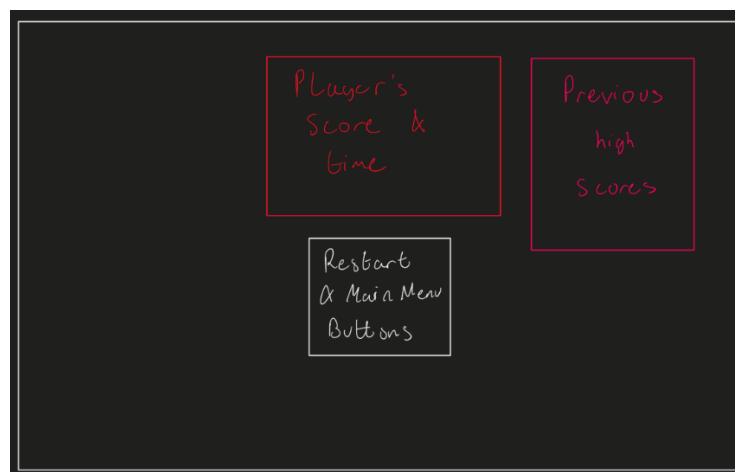 Player's
Score &
time
Previous
high
Scores
Restart
& Main Menu
Buttons